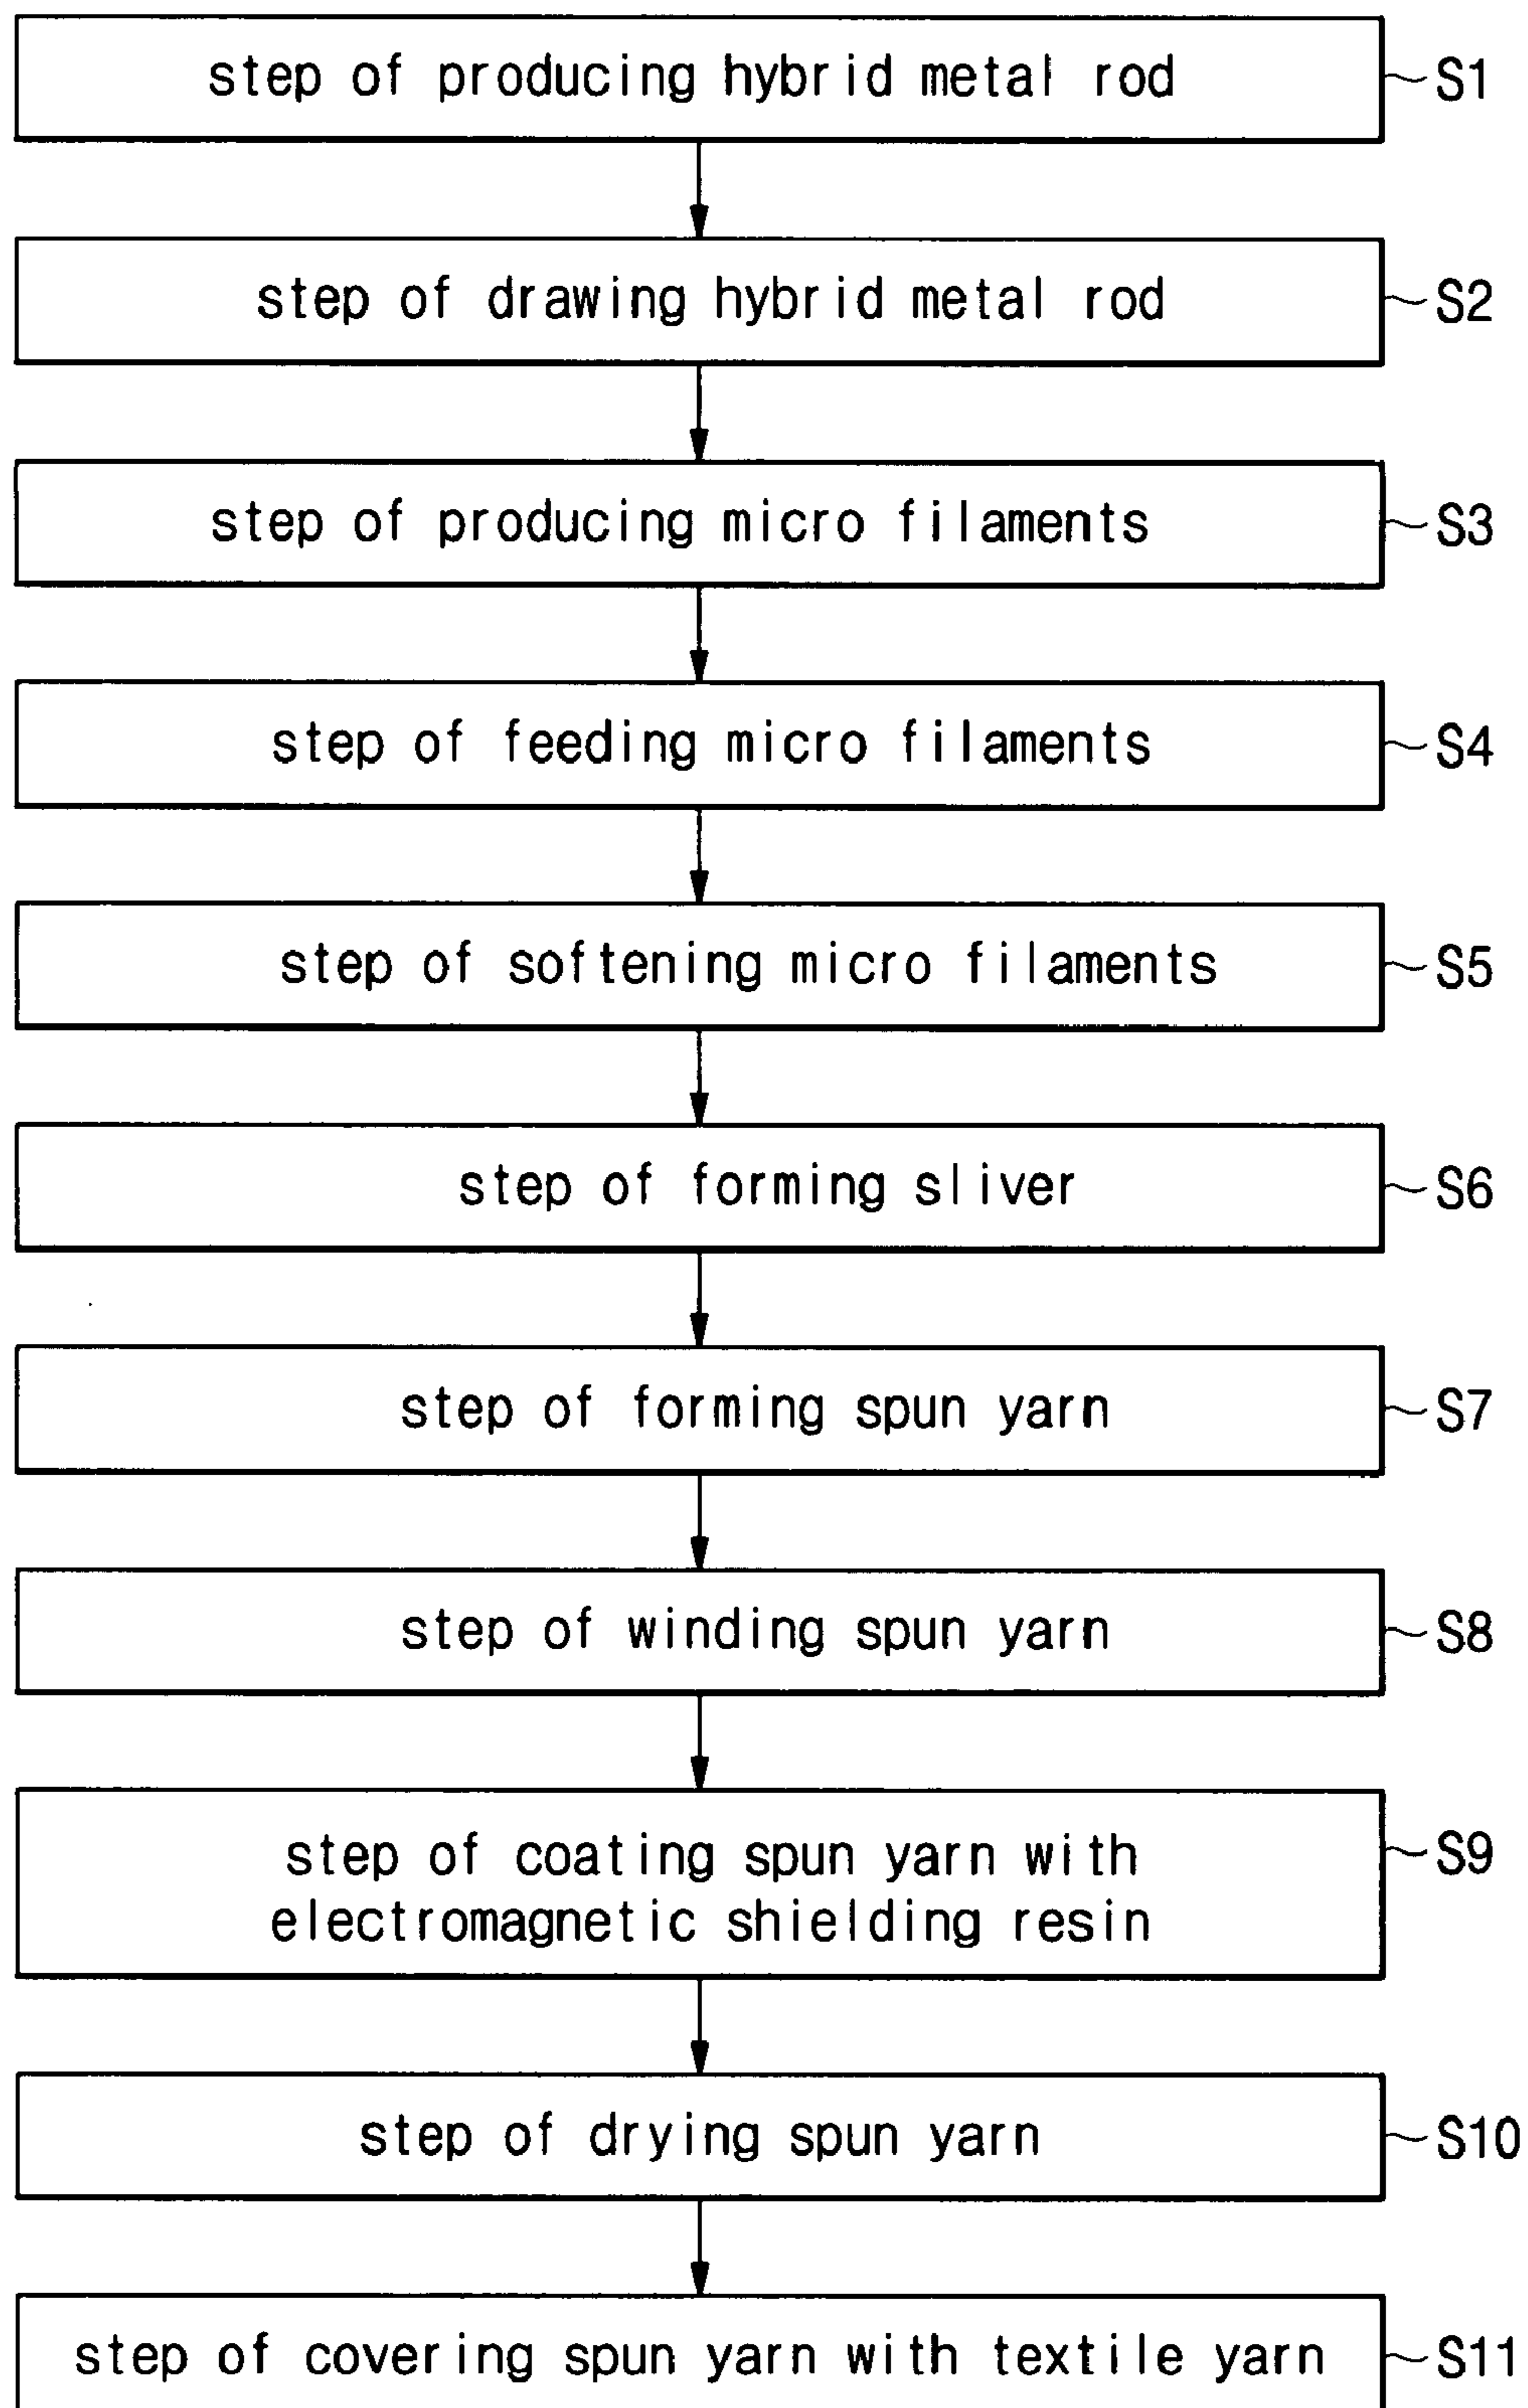 step of producing hybrid metal rod S1
step of drawing hybrid metal rod S2
step of producing micro filaments S3
step of feeding micro filaments S4
step of softening micro filaments S5
step of forming sliver S6
step of forming spun yarn S7
step of winding spun yarn S8
step of coating spun yarn with S9
electromagnetic shielding resin
step of drying spun yarn S10
step of covering spun yarn with textile yarn S11